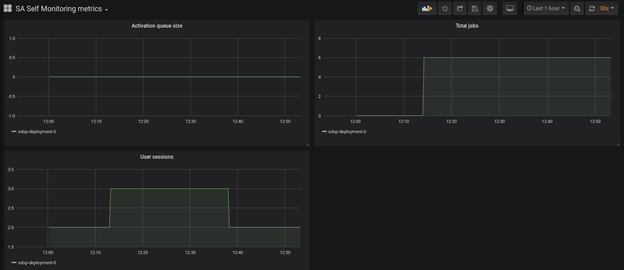 SA Self Monitoring metrics
Last 1 hour
30s
Activation queue size
1.0
0.5
0
-0.5
-1.0
12:00 12:10 12:20 12:30 12:40 12:50
sdsp-deployment-0
Total jobs
8
6
4
2
0
12:00 12:10 12:20 12:30 12:40 12:50
sdsp-deployment-0
User sessions
3.5
3.0
2.5
2.0
1.5
12:00 12:10 12:20 12:30 12:40 12:50
sdsp-deployment-0